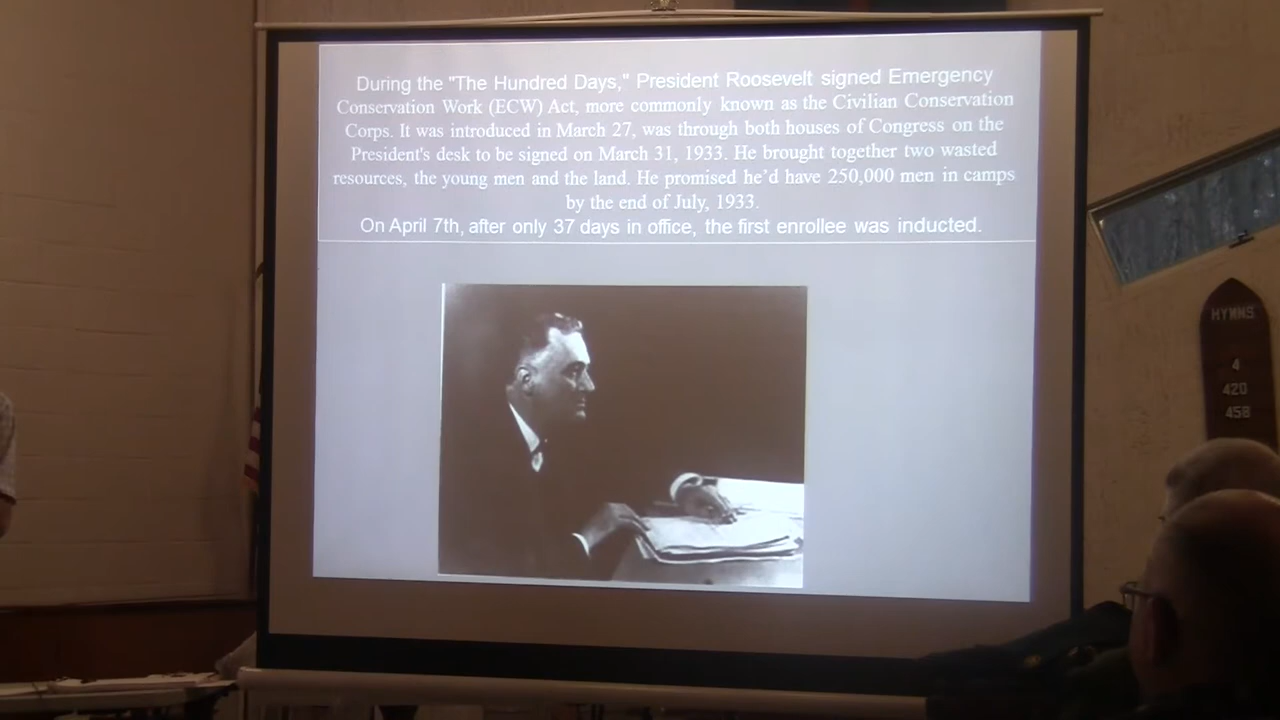 During the "The Hundred Days," President Roosevelt signed Emergency
Conservation Work (ECW) Act, more commonly known as the Civilian Conservation
Corps. It was introduced in March 27, was through both houses of Congress on the
President's desk to be signed on March 31, 1933. He brought together two wasted
resources, the young men and the land. He promised he'd have 250,000 men in camps
by the end of July, 1933.
On April 7th, after only 37 days in office, the first enrollee was inducted.
HYMNS
4
420
458